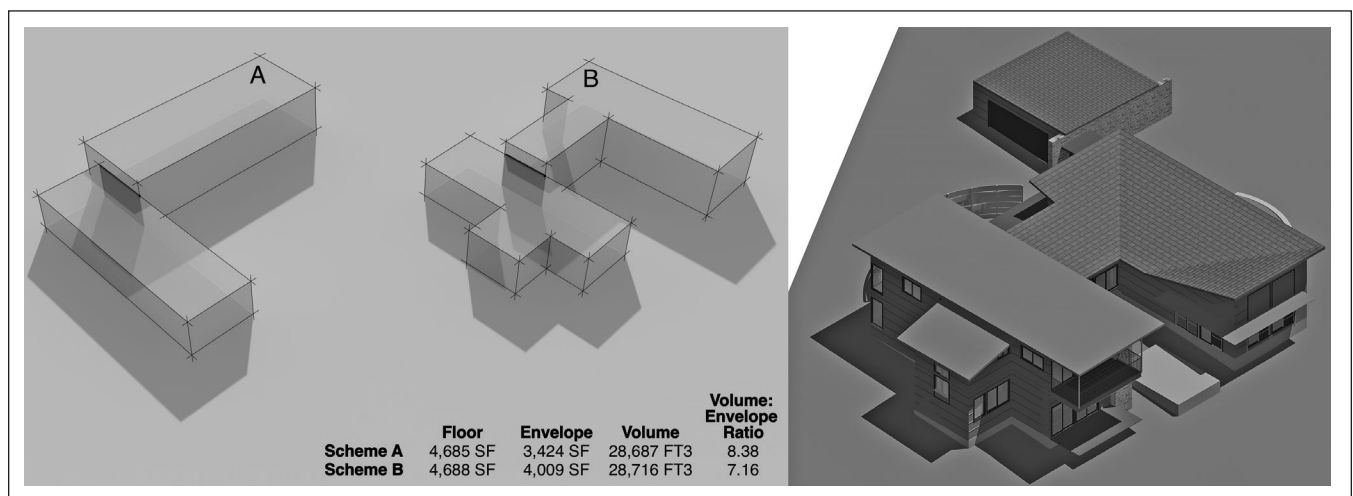 A
B
Volume:
Envelope
Floor Envelope Volume Ratio
Scheme A 4,685 SF 3,424 SF 28,687 FT3 8.38
Scheme B 4,688 SF 4,009 SF 28,716 FT3 7.16